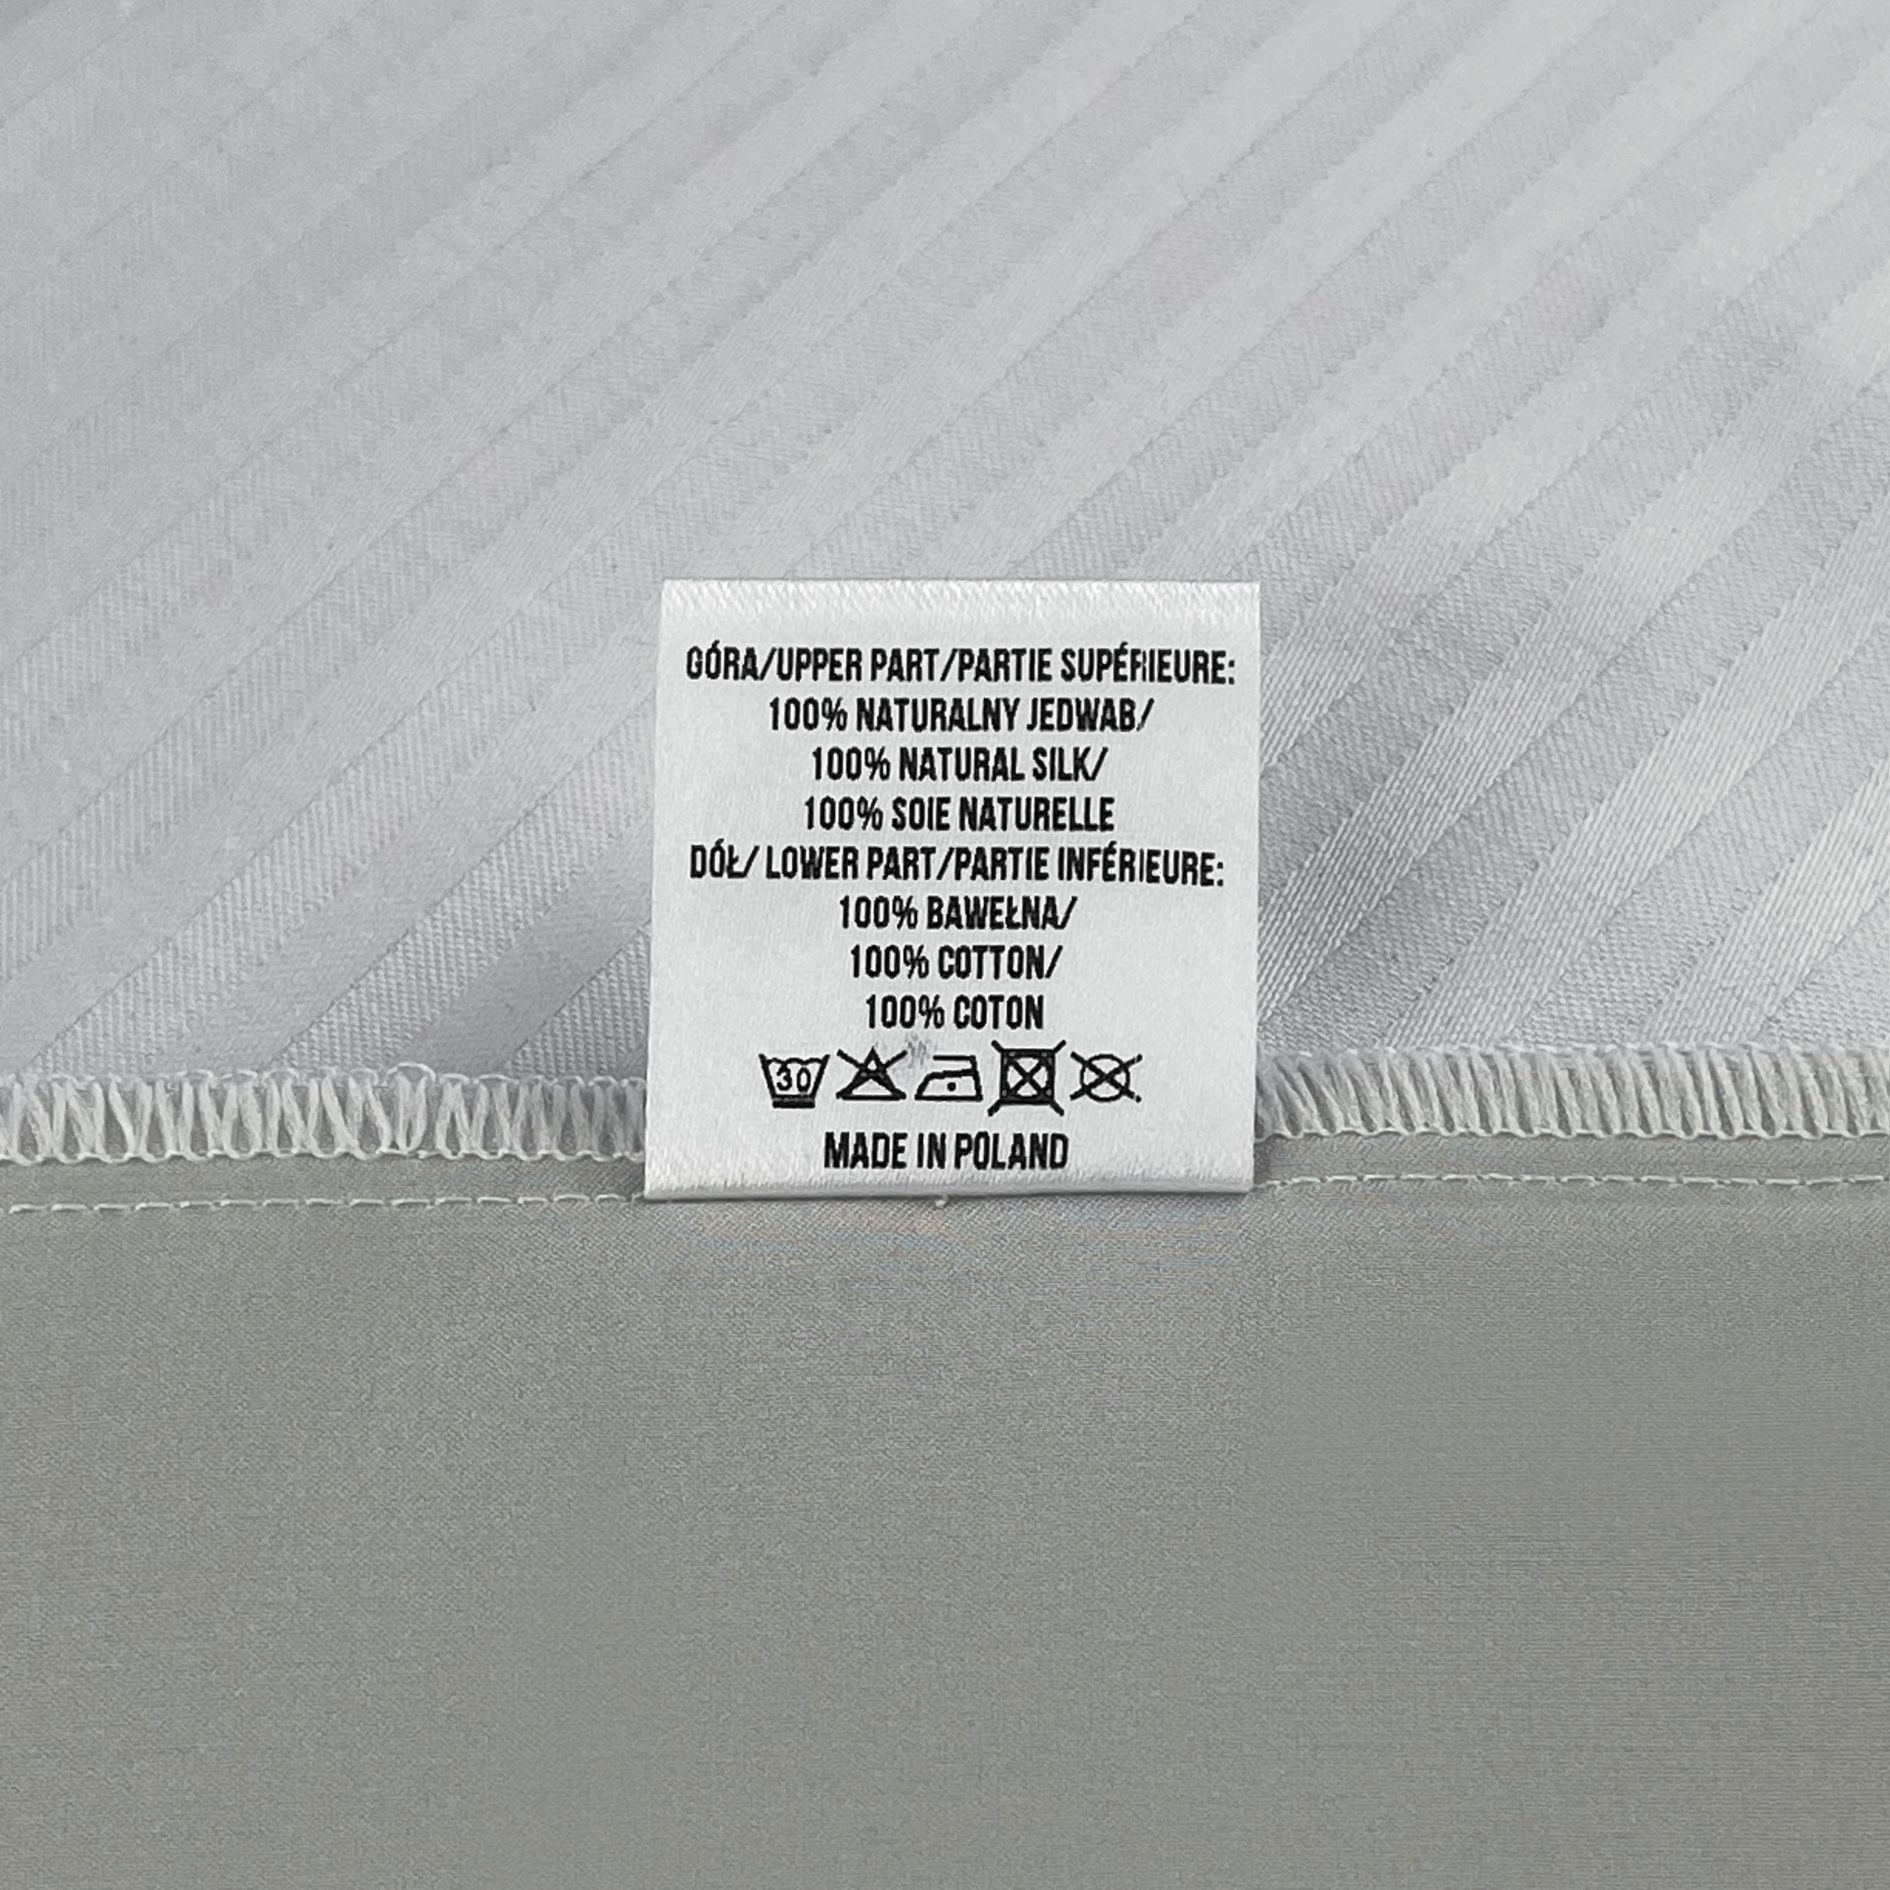 GÓRA/UPPER PART/PARTIE SUPÉRIEURE:
100% NATURALNY JEDWAB/
100% NATURAL SILK/
100% SOIE NATURELLE
DÓŁ/ LOWER PART/PARTIE INFÉRIEURE:
100% BAWEŁNA/
100% COTTON/
100% COTON
30
MADE IN POLAND